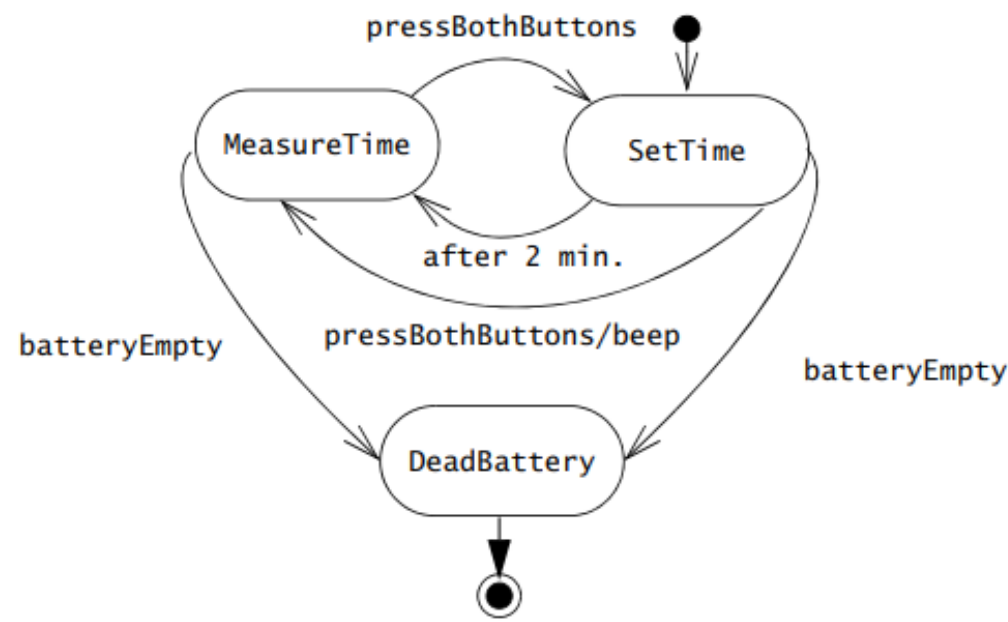 pressBothButtons
MeasureTime
SetTime
after 2 min.
pressBothButtons/beep
batteryEmpty
batteryEmpty
DeadBattery